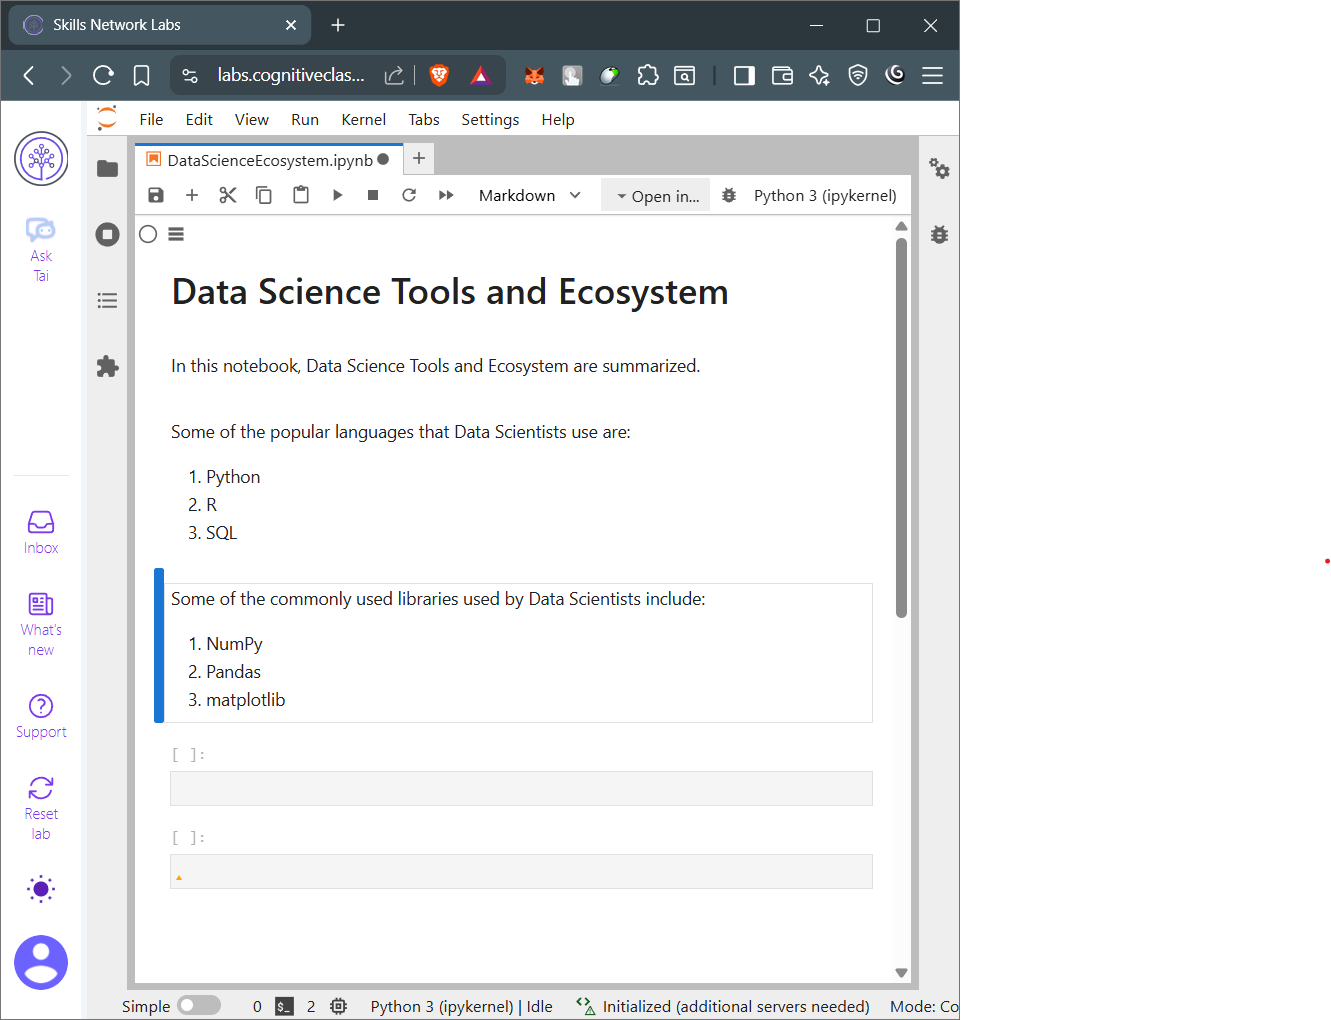 Skills Network Labs
labs.cognitiveclas...
File Edit View Run Kernel Tabs Settings Help
DataScienceEcosystem.ipynb
Markdown Open in... Python 3 (ipykernel)
Ask
Tai
Data Science Tools and Ecosystem
In this notebook, Data Science Tools and Ecosystem are summarized.
Some of the popular languages that Data Scientists use are:
1. Python
2. R
3. SQL
Inbox
Some of the commonly used libraries used by Data Scientists include:
What's
new
1. NumPy
2. Pandas
3. matplotlib
Support
[ ]:
Reset
lab
[ ]:
Simple 0 $_ 2 Python 3 (ipykernel) | Idle Initialized (additional servers needed) Mode: Co